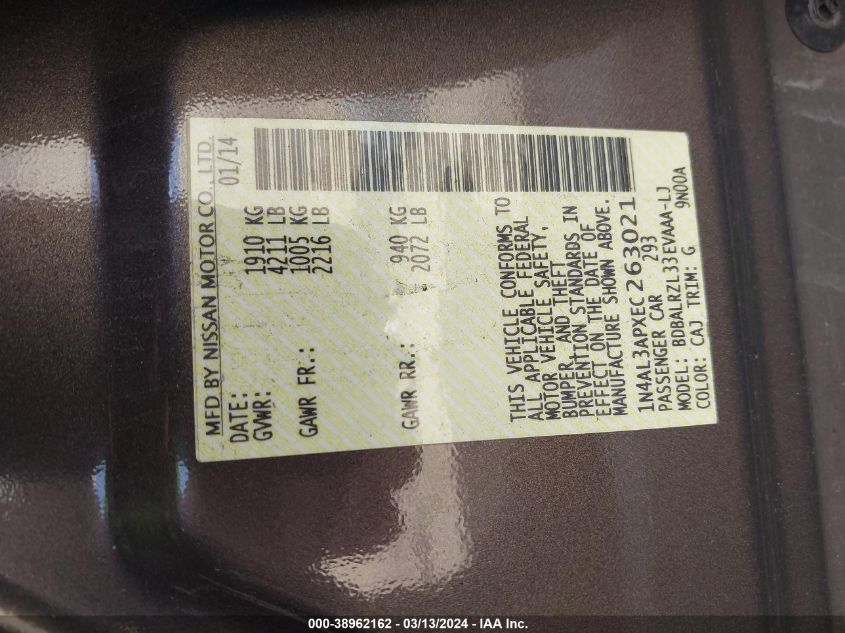 MFD BY NISSAN MOTOR CO., LTD.
DATE: 01/14
GVWR: 1910 KG
4211 LB
GAWR FR.: 1005 KG
2216 LB
GAWR RR.: 940 KG
2072 LB
THIS VEHICLE CONFORMS TO
ALL APPLICABLE FEDERAL
MOTOR VEHICLE SAFETY,
BUMPER, AND THEFT
PREVENTION STANDARDS IN
EFFECT ON THE DATE OF
MANUFACTURE SHOWN ABOVE.
1N4AL3APXEC263021
PASSENGER CAR 293
MODEL: BDBALRZL33EVAAA-LJ
COLOR: CAJ TRIM: G 9N00A
000-38962162 - 03/13/2024 - IAA Inc.